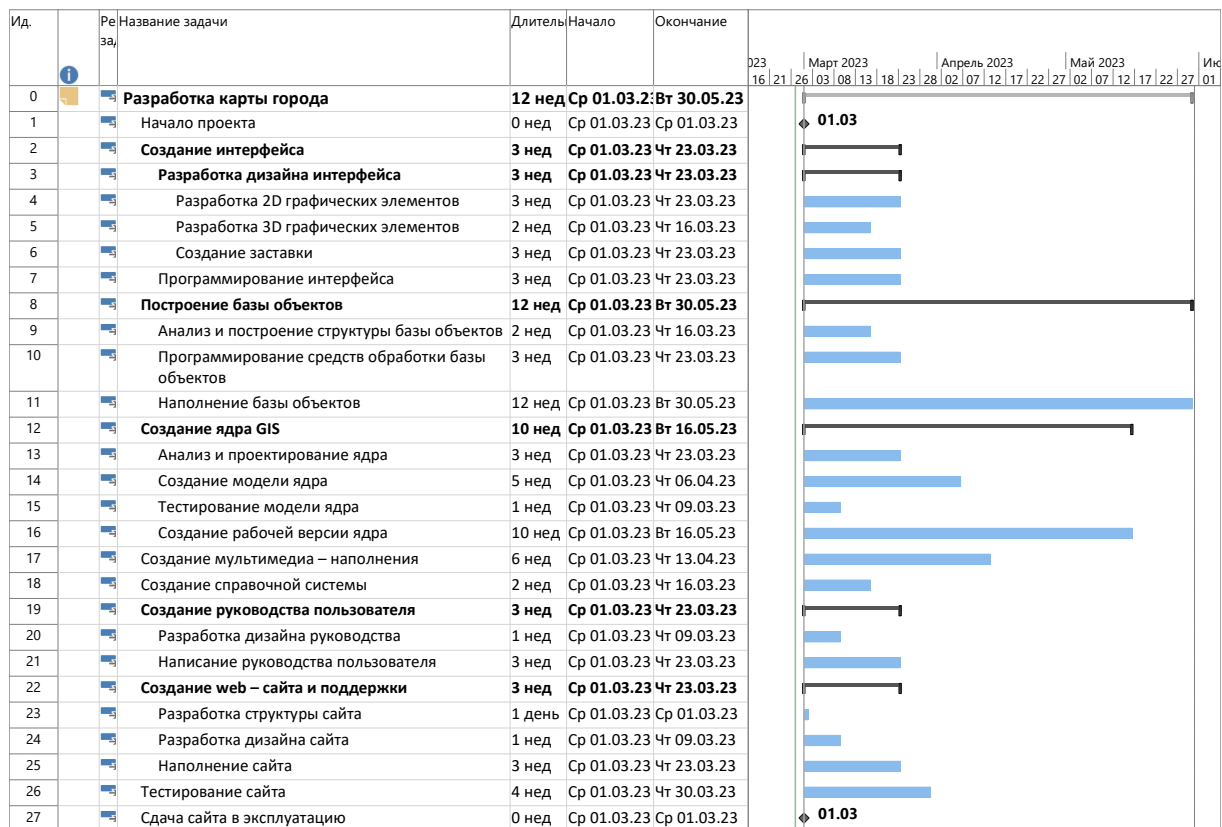 Ид. Ре Название задачи Длителы Начало Окончание
за,
023 Март 2023 Апрель 2023 Май 2023 Ию
16 21 26 03 08 13 18 23 28 02 07 12 17 22 27 02 07 12 17 22 27 01
0 Разработка карты города 12 нед Ср 01.03.23 Вт 30.05.23
1 Начало проекта 0 нед Ср 01.03.23 Ср 01.03.23 01.03
2 Создание интерфейса 3 нед Ср 01.03.23 Чт 23.03.23
3 Разработка дизайна интерфейса 3 нед Ср 01.03.23 Чт 23.03.23
4 Разработка 2D графических элементов 3 нед Ср 01.03.23 Чт 23.03.23
5 Разработка 3D графических элементов 2 нед Ср 01.03.23 Чт 16.03.23
6 Создание заставки 3 нед Ср 01.03.23 Чт 23.03.23
7 Программирование интерфейса 3 нед Ср 01.03.23 Чт 23.03.23
8 Построение базы объектов 12 нед Ср 01.03.23 Вт 30.05.23
9 Анализ и построение структуры базы объектов 2 нед Ср 01.03.23 Чт 16.03.23
10 Программирование средств обработки базы 3 нед Ср 01.03.23 Чт 23.03.23
объектов
11 Наполнение базы объектов 12 нед Ср 01.03.23 Вт 30.05.23
12 Создание ядра GIS 10 нед Ср 01.03.23 Вт 16.05.23
13 Анализ и проектирование ядра 3 нед Ср 01.03.23 Чт 23.03.23
14 Создание модели ядра 5 нед Ср 01.03.23 Чт 06.04.23
15 Тестирование модели ядра 1 нед Ср 01.03.23 Чт 09.03.23
16 Создание рабочей версии ядра 10 нед Ср 01.03.23 Вт 16.05.23
17 Создание мультимедиа – наполнения 6 нед Ср 01.03.23 Чт 13.04.23
18 Создание справочной системы 2 нед Ср 01.03.23 Чт 16.03.23
19 Создание руководства пользователя 3 нед Ср 01.03.23 Чт 23.03.23
20 Разработка дизайна руководства 1 нед Ср 01.03.23 Чт 09.03.23
21 Написание руководства пользователя 3 нед Ср 01.03.23 Чт 23.03.23
22 Создание web – сайта и поддержки 3 нед Ср 01.03.23 Чт 23.03.23
23 Разработка структуры сайта 1 день Ср 01.03.23 Ср 01.03.23
24 Разработка дизайна сайта 1 нед Ср 01.03.23 Чт 09.03.23
25 Наполнение сайта 3 нед Ср 01.03.23 Чт 23.03.23
26 Тестирование сайта 4 нед Ср 01.03.23 Чт 30.03.23
27 Сдача сайта в эксплуатацию 0 нед Ср 01.03.23 Ср 01.03.23 01.03